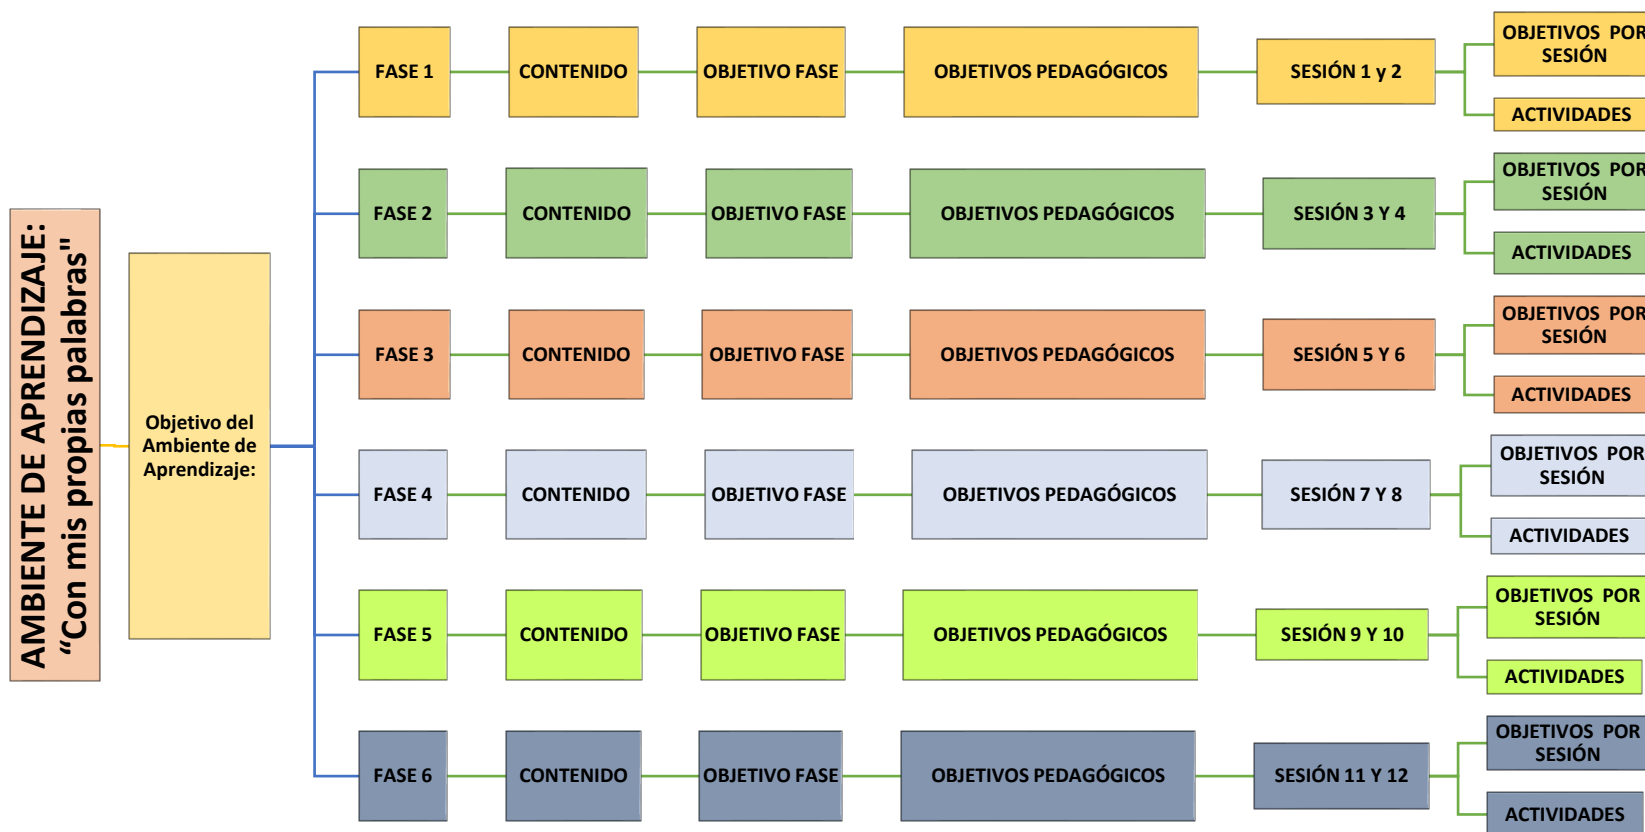 AMBIENTE DE APRENDIZAJE:
“Con mis propias palabras"
Objetivo del
Ambiente de
Aprendizaje:
FASE 1
CONTENIDO
OBJETIVO FASE
OBJETIVOS PEDAGÓGICOS
SESIÓN 1 y 2
OBJETIVOS POR
SESIÓN
ACTIVIDADES
FASE 2
CONTENIDO
OBJETIVO FASE
OBJETIVOS PEDAGÓGICOS
SESIÓN 3 Y 4
OBJETIVOS POR
SESIÓN
ACTIVIDADES
FASE 3
CONTENIDO
OBJETIVO FASE
OBJETIVOS PEDAGÓGICOS
SESIÓN 5 Y 6
OBJETIVOS POR
SESIÓN
ACTIVIDADES
FASE 4
CONTENIDO
OBJETIVO FASE
OBJETIVOS PEDAGÓGICOS
SESIÓN 7 Y 8
OBJETIVOS POR
SESIÓN
ACTIVIDADES
FASE 5
CONTENIDO
OBJETIVO FASE
OBJETIVOS PEDAGÓGICOS
SESIÓN 9 Y 10
OBJETIVOS POR
SESIÓN
ACTIVIDADES
FASE 6
CONTENIDO
OBJETIVO FASE
OBJETIVOS PEDAGÓGICOS
SESIÓN 11 Y 12
OBJETIVOS POR
SESIÓN
ACTIVIDADES